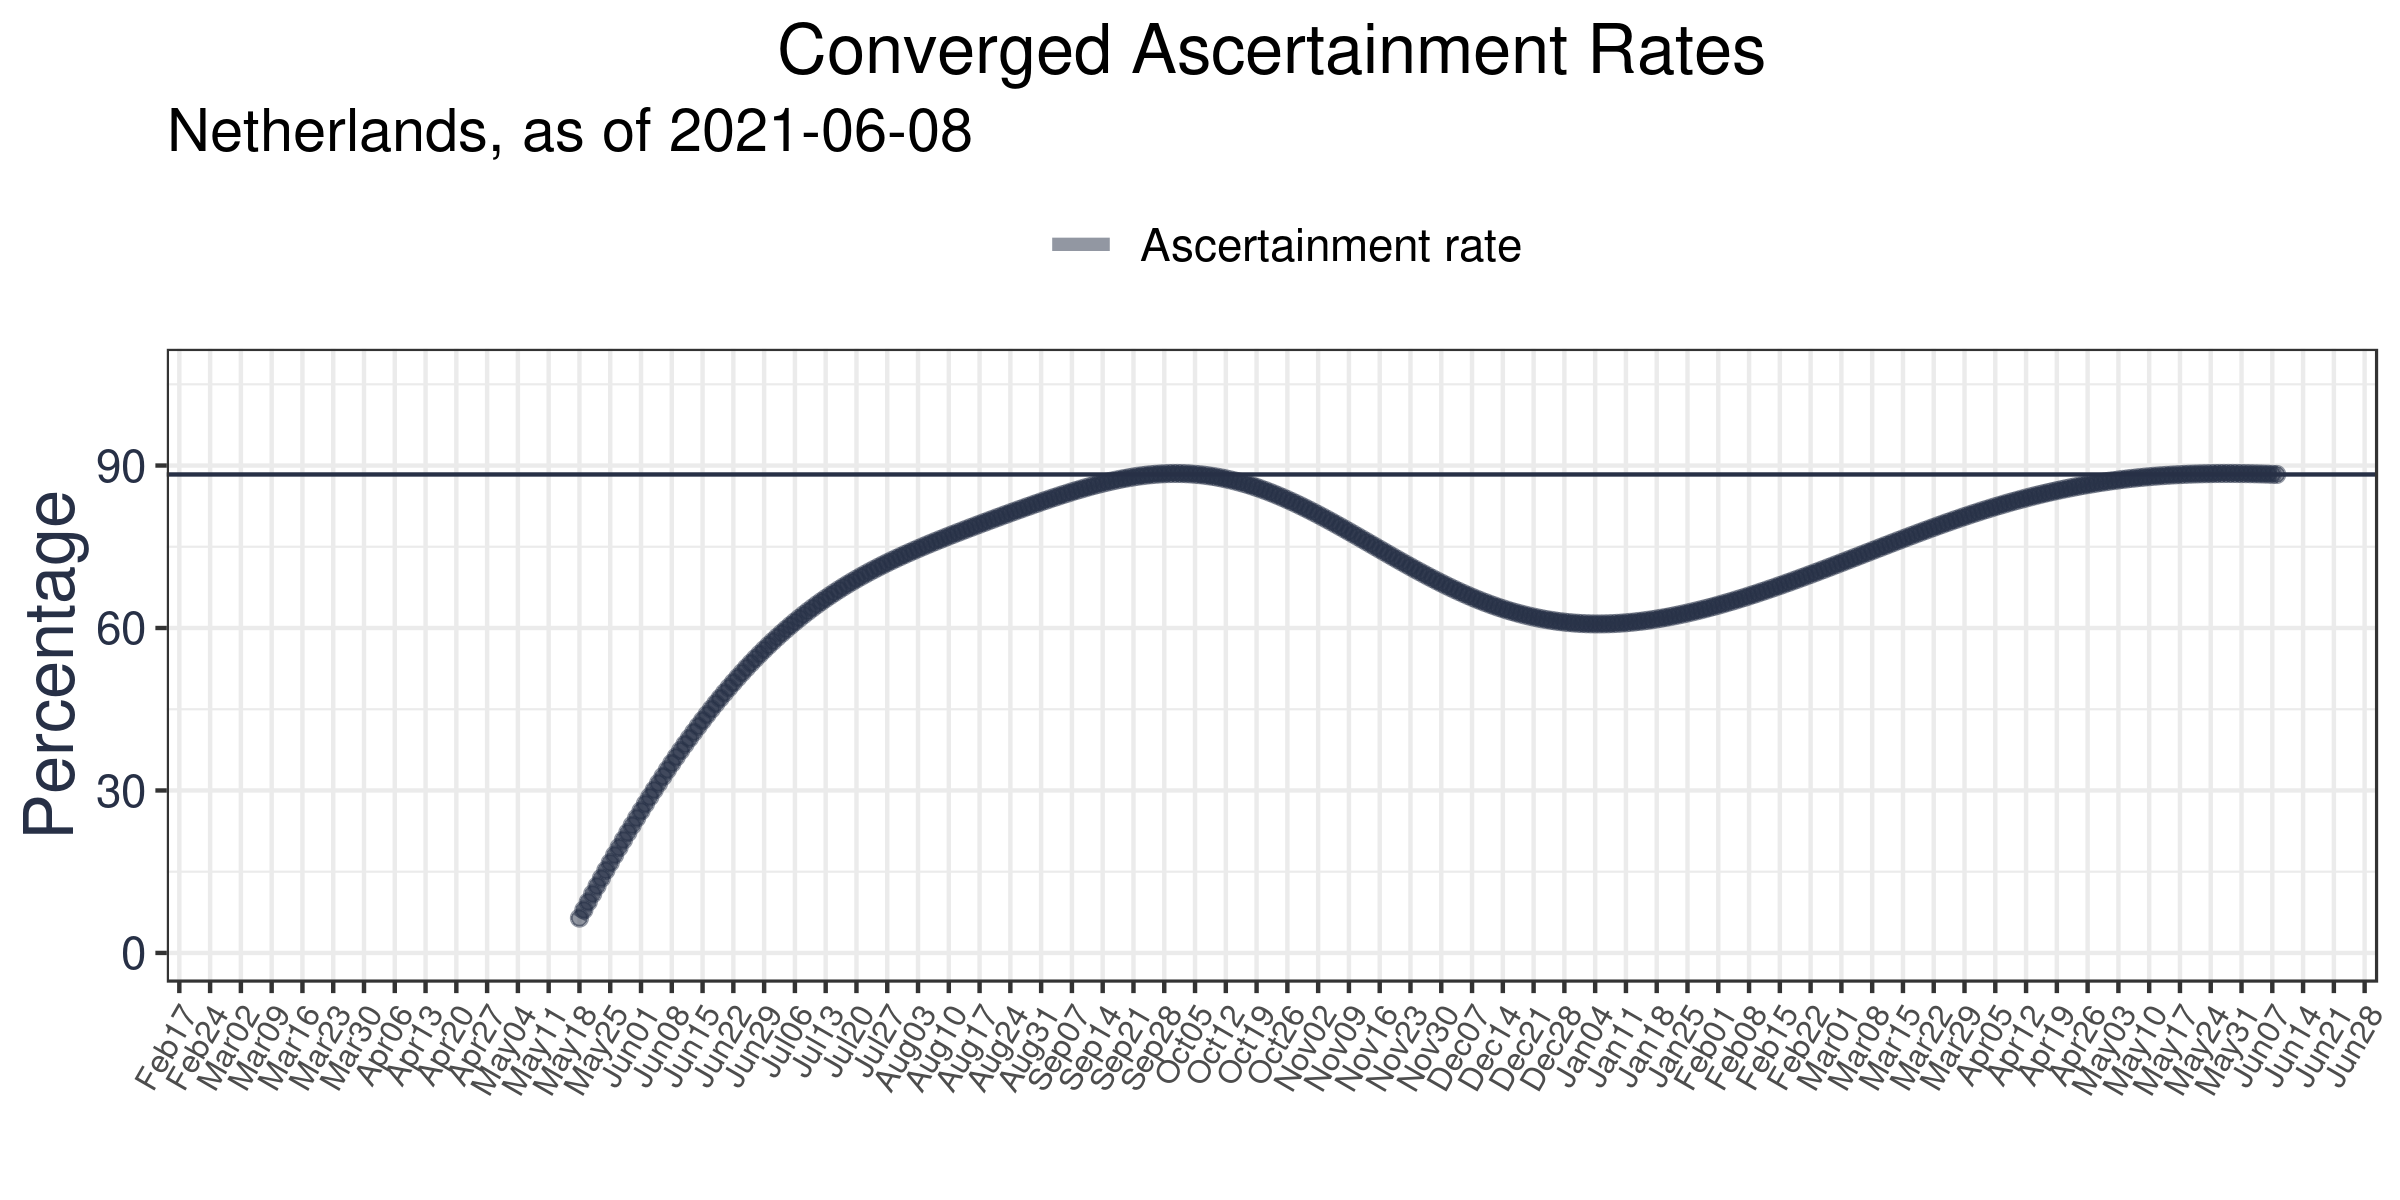 Converged Ascertainment Rates
Netherlands, as of 2021-06-08
Ascertainment rate
Percentage
90
60
30
0
Feb17
Feb24
Mar02
Mar09
Mar16
Mar23
Mar30
Apr06
Apr13
Apr20
Apr27
May04
May11
May18
May25
Jun01
Jun08
Jun15
Jun22
Jun29
Jul06
Jul13
Jul20
Jul27
Aug03
Aug10
Aug17
Aug24
Aug31
Sep07
Sep14
Sep21
Sep28
Oct05
Oct12
Oct19
Oct26
Nov02
Nov09
Nov16
Nov23
Nov30
Dec07
Dec14
Dec21
Dec28
Jan04
Jan11
Jan18
Jan25
Feb01
Feb08
Feb15
Feb22
Mar01
Mar08
Mar15
Mar22
Mar29
Apr05
Apr12
Apr19
Apr26
May03
May10
May17
May24
May31
Jun07
Jun14
Jun21
Jun28